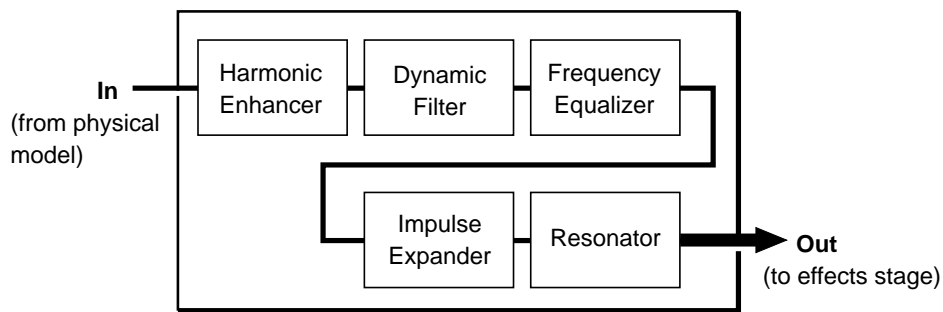 Harmonic
Enhancer
Dynamic
Filter
Frequency
Equalizer
In
(from physical
model)
Impulse
Expander
Resonator
Out
(to effects stage)